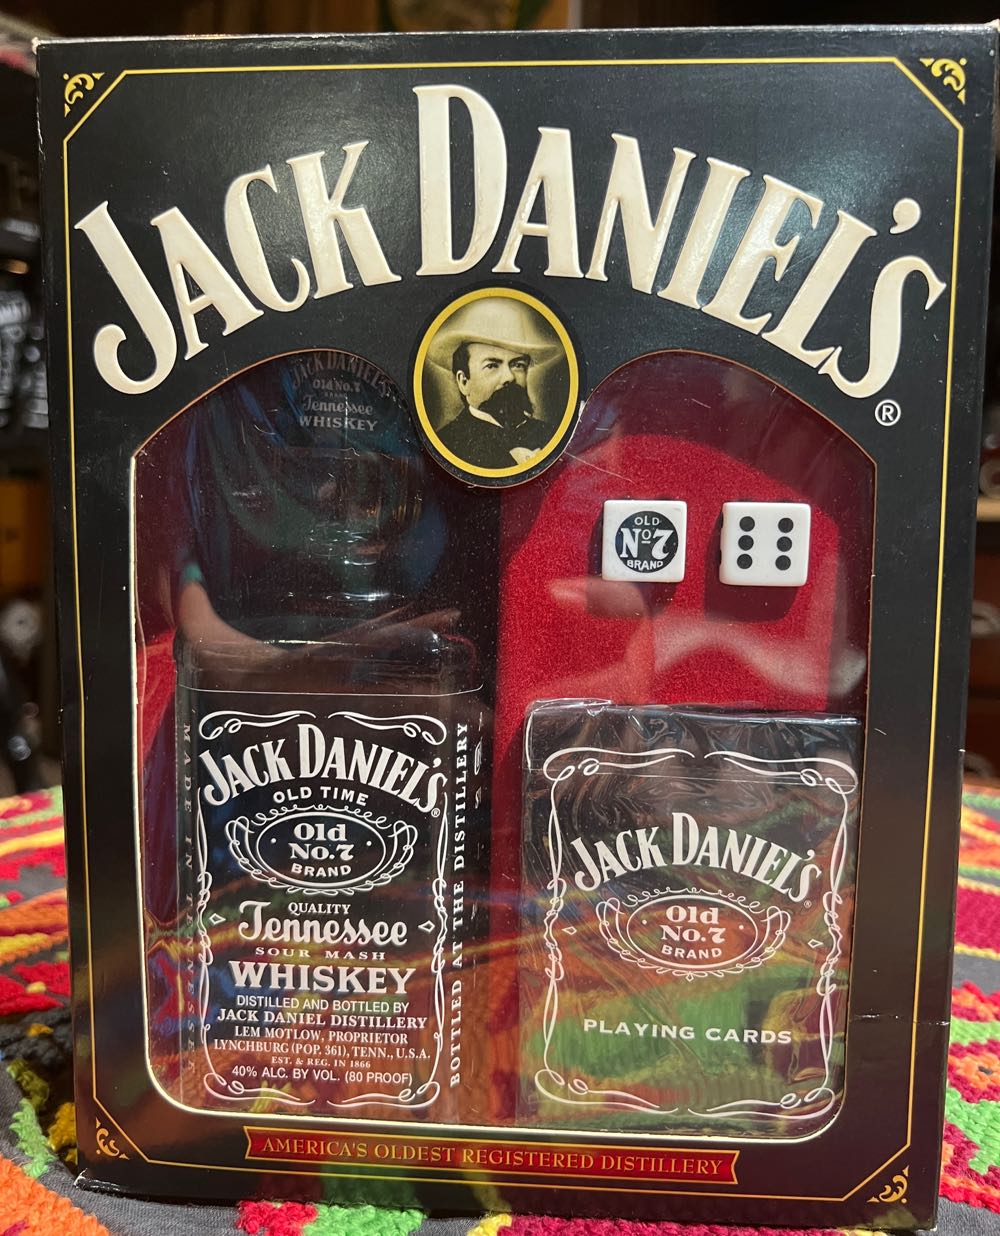 JACK DANIEL'S
®
JACK DANIEL'S
Old No.7
BRAND
Tennessee
WHISKEY
OLD
Nº7
BRAND
MADE IN TENNESSEE
JACK DANIEL'S®
OLD TIME
Old
No.7
BRAND
QUALITY
Tennessee
SOUR MASH
WHISKEY
DISTILLED AND BOTTLED BY
JACK DANIEL DISTILLERY
LEM MOTLOW, PROPRIETOR
LYNCHBURG (POP. 361), TENN., U.S.A.
EST. & REG. IN 1866
40% ALC. BY VOL. (80 PROOF)
BOTTLED AT THE DISTILLERY
JACK DANIEL'S®
Old
No.7
BRAND
PLAYING CARDS
AMERICA'S OLDEST REGISTERED DISTILLERY